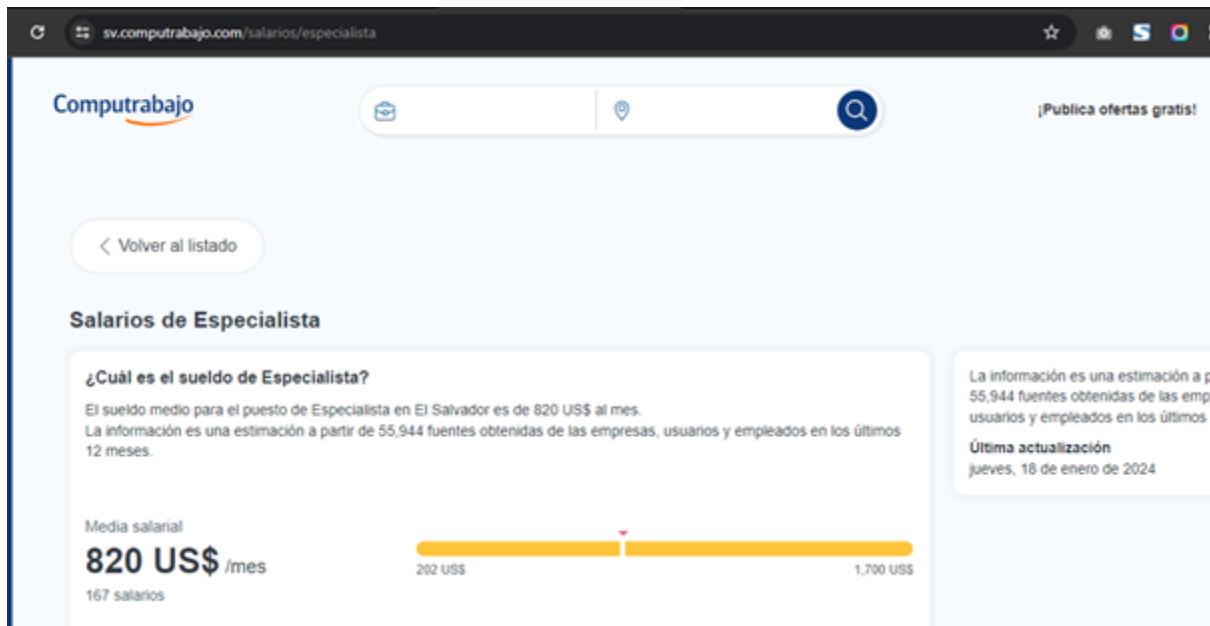 sv.computrabajo.com/salarios/especialista
Computrabajo
¡Publica ofertas gratis!
Volver al listado
Salarios de Especialista
¿Cuál es el sueldo de Especialista?
El sueldo medio para el puesto de Especialista en El Salvador es de 820 US$ al mes.
La información es una estimación a partir de 55,944 fuentes obtenidas de las empresas, usuarios y empleados en los últimos
12 meses.
Media salarial
820 US$ /mes
167 salarios
202 US$
1,700 US$
La información es una estimación a p
55,944 fuentes obtenidas de las emp
usuarios y empleados en los últimos
Última actualización
jueves, 18 de enero de 2024